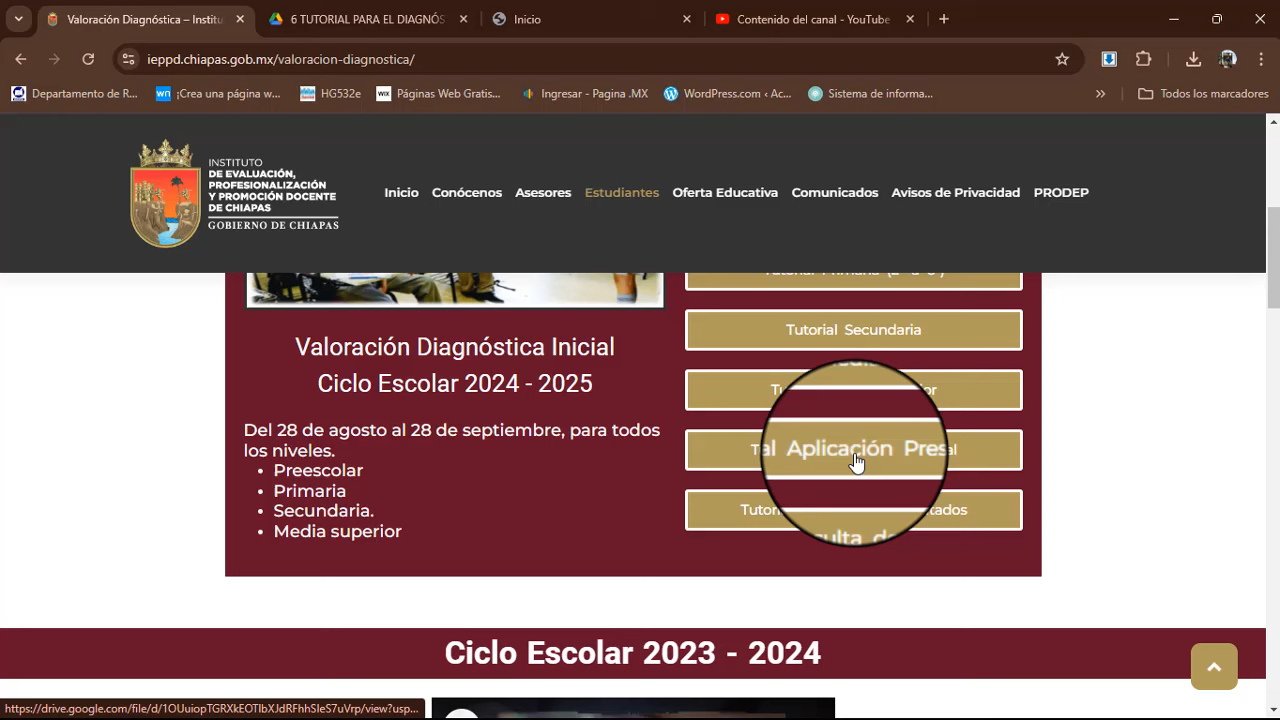 Valoración Diagnóstica – Institu
6 TUTORIAL PARA EL DIAGNÓS
Inicio
Contenido del canal - YouTube
ieppd.chiapas.gob.mx/valoracion-diagnostica/
Departamento de R...
wn ¡Crea una página w...
HG532e
WIX Páginas Web Gratis...
Ingresar - Pagina .MX
WordPress.com ‹ Ac...
Sistema de informa...
Todos los marcadores
INSTITUTO
DE EVALUACIÓN,
PROFESIONALIZACIÓN
Y PROMOCIÓN DOCENTE
DE CHIAPAS
GOBIERNO DE CHIAPAS
Inicio
Conócenos
Asesores
Estudiantes
Oferta Educativa
Comunicados
Avisos de Privacidad
PRODEP
Valoración Diagnóstica Inicial
Ciclo Escolar 2024 - 2025
Del 28 de agosto al 28 de septiembre, para todos
los niveles.
• Preescolar
• Primaria
• Secundaria.
• Media superior
Tutorial Secundaria
al Aplicación Pres
Ciclo Escolar 2023 - 2024
https://drive.google.com/file/d/1OUuiopTGRXkEOTlbXJdRFhhSIeS7uVrp/view?usp...